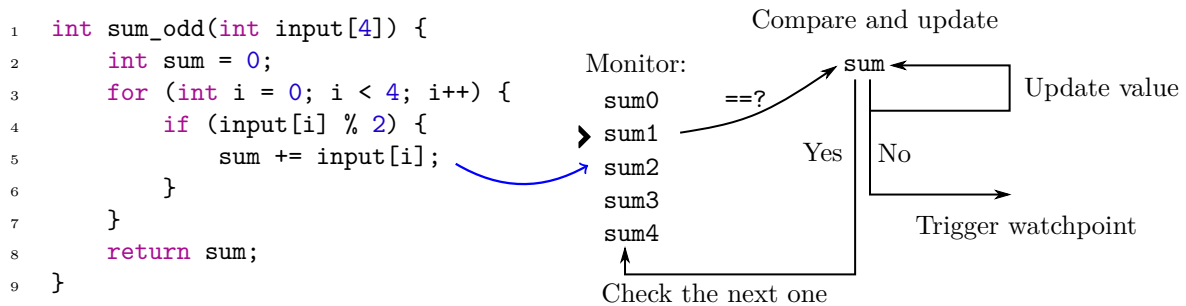 1 int sum_odd(int input[4]) {
2 int sum = 0;
3 for (int i = 0; i < 4; i++) {
4 if (input[i] % 2) {
5 sum += input[i];
6 }
7 }
8 return sum;
9 }
Monitor:
sum0
sum1
sum2
sum3
sum4
==?
Compare and update
sum
Update value
Yes
No
Trigger watchpoint
Check the next one